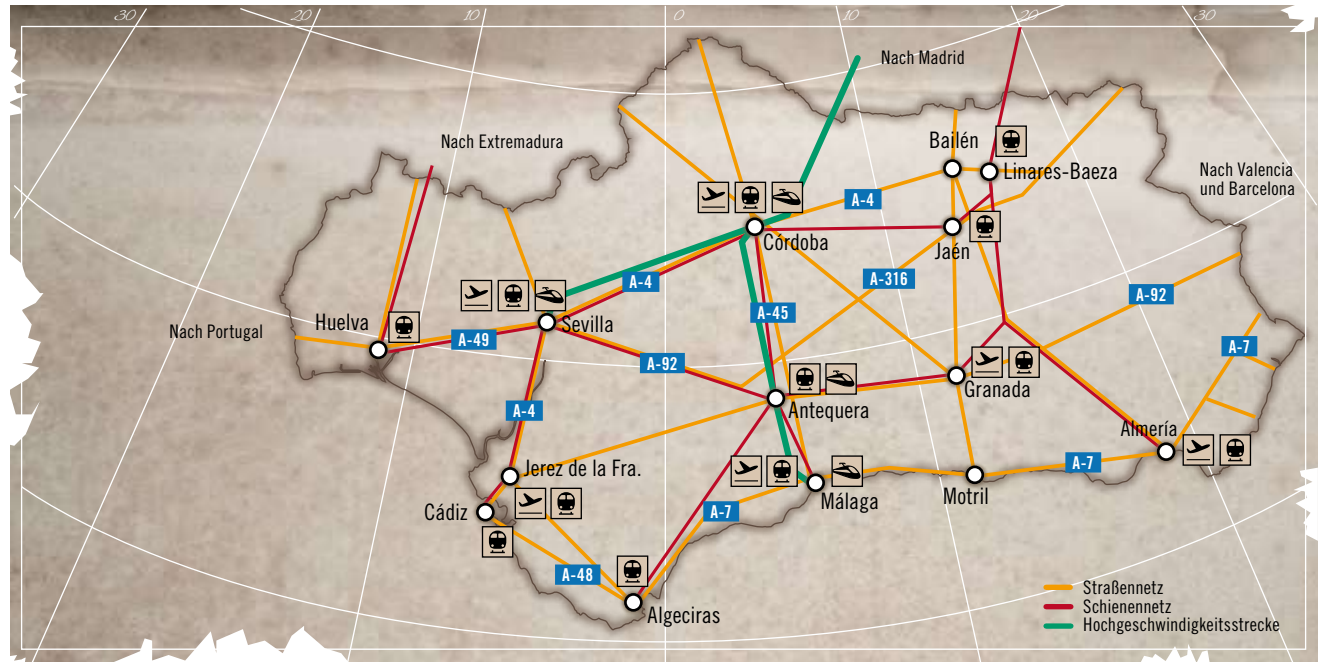 30
20
10
0
10
20
30
Nach Madrid
Nach Extremadura
Bailén
Linares-Baeza
Nach Valencia
und Barcelona
A-4
Córdoba
Jaén
A-4
A-316
A-92
A-45
Nach Portugal
Huelva
Sevilla
A-49
A-92
A-7
Granada
Antequera
A-4
Almería
Jerez de la Fra.
A-7
Cádiz
Málaga
Motril
A-7
A-48
Algeciras
Straßennetz
Schienennetz
Hochgeschwindigkeitsstrecke